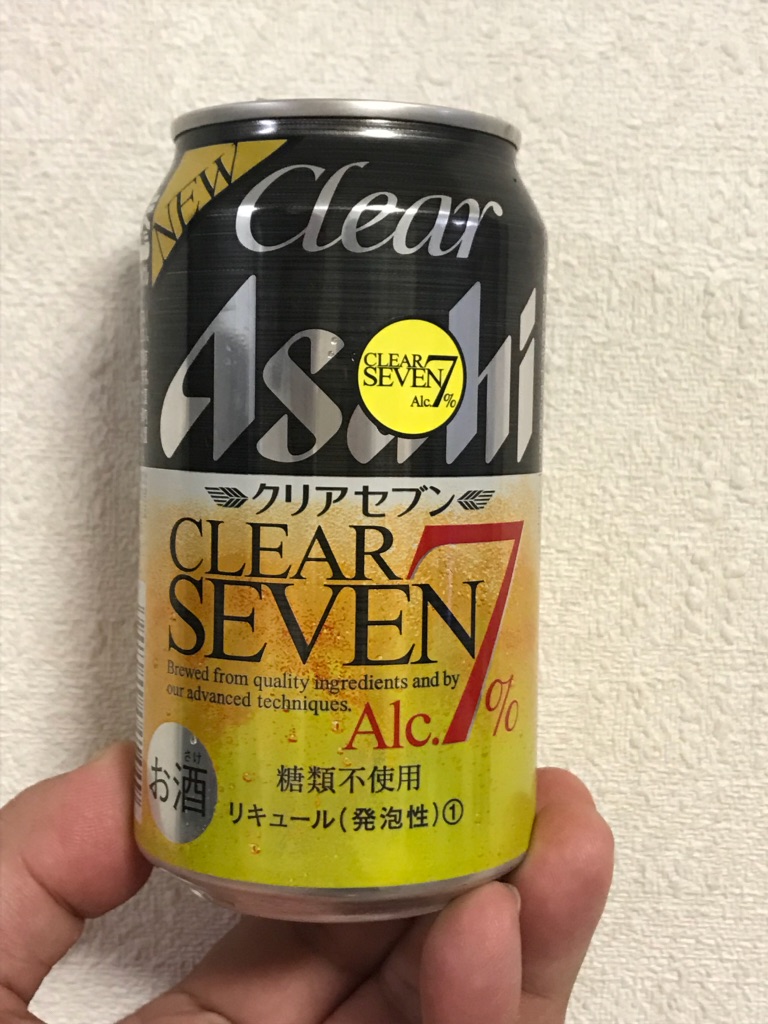 NEW
Clear
Asahi
CLEAR
SEVEN 7
Alc. %
クリアセブン
CLEAR
SEVEN 7
Brewed from quality ingredients and by
our advanced techniques.
Alc. %
さけ
お酒
糖類不使用
リキュール(発泡性)①